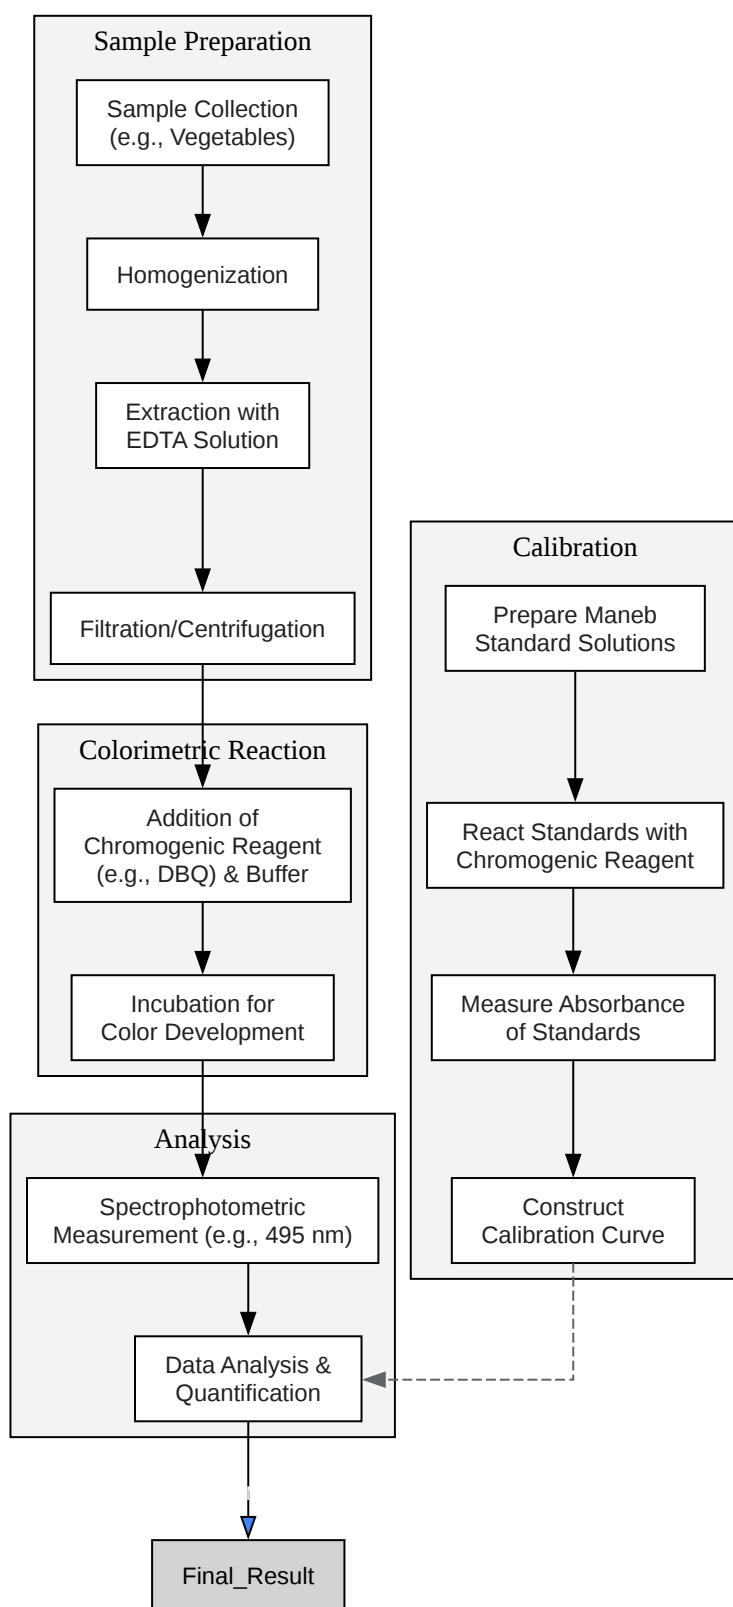 Sample Preparation
Sample Collection
(e.g., Vegetables)
Homogenization
Extraction with
EDTA Solution
Filtration/Centrifugation
Colorimetric Reaction
Addition of
Chromogenic Reagent
(e.g., DBQ) & Buffer
Incubation for
Color Development
Analysis
Spectrophotometric
Measurement (e.g., 495 nm)
Data Analysis &
Quantification
Final_Result
Calibration
Prepare Maneb
Standard Solutions
React Standards with
Chromogenic Reagent
Measure Absorbance
of Standards
Construct
Calibration Curve